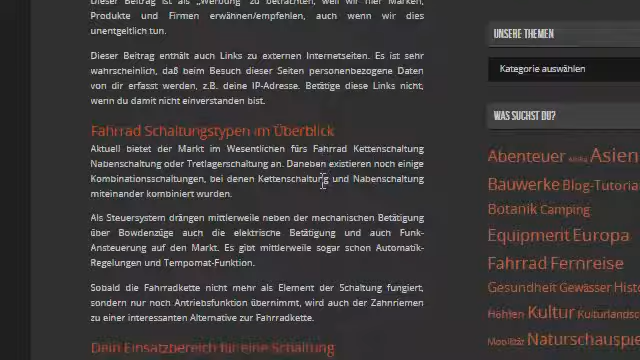 Dieser Beitrag ist als „Werbung" zu betrachten, weil wir hier Marken,
Produkte und Firmen erwähnen/empfehlen, auch wenn wir dies
unentgeltlich tun.
Dieser Beitrag enthält auch Links zu externen Internetseiten. Es ist sehr
wahrscheinlich, daß beim Besuch dieser Seiten personenbezogene Daten
von dir erfasst werden, z.B. deine IP-Adresse. Betätige diese Links nicht,
wenn du damit nicht einverstanden bist.
Fahrrad Schaltungstypen im Überblick
Aktuell bietet der Markt im Wesentlichen fürs Fahrrad Kettenschaltung
Nabenschaltung oder Tretlagerschaltung an. Daneben existieren noch einige
Kombinationsschaltungen, bei denen Kettenschaltung und Nabenschaltung
miteinander kombiniert wurden.
Als Steuersystem drängen mittlerweile neben der mechanischen Betätigung
über Bowdenzüge auch die elektrische Betätigung und auch Funk-
Ansteuerung auf den Markt. Es gibt mittlerweile sogar schon Automatik-
Regelungen und Tempomat-Funktion.
Sobald die Fahrradkette nicht mehr als Element der Schaltung fungiert,
sondern nur noch Antriebsfunktion übernimmt, wird auch der Zahnriemen
zu einer interessanten Alternative zur Fahrradkette.
Dein Einsatzbereich für eine Schaltung
UNSERE THEMEN
Kategorie auswählen
WAS SUCHST DU?
Abenteuer Afrika Asien
Bauwerke Blog-Tutoria
Botanik Camping
Equipment Europa
Fahrrad Fernreise
Gesundheit Gewässer Histo
Höhlen Kultur Kulturlandsc
Mobilität Naturschauspie